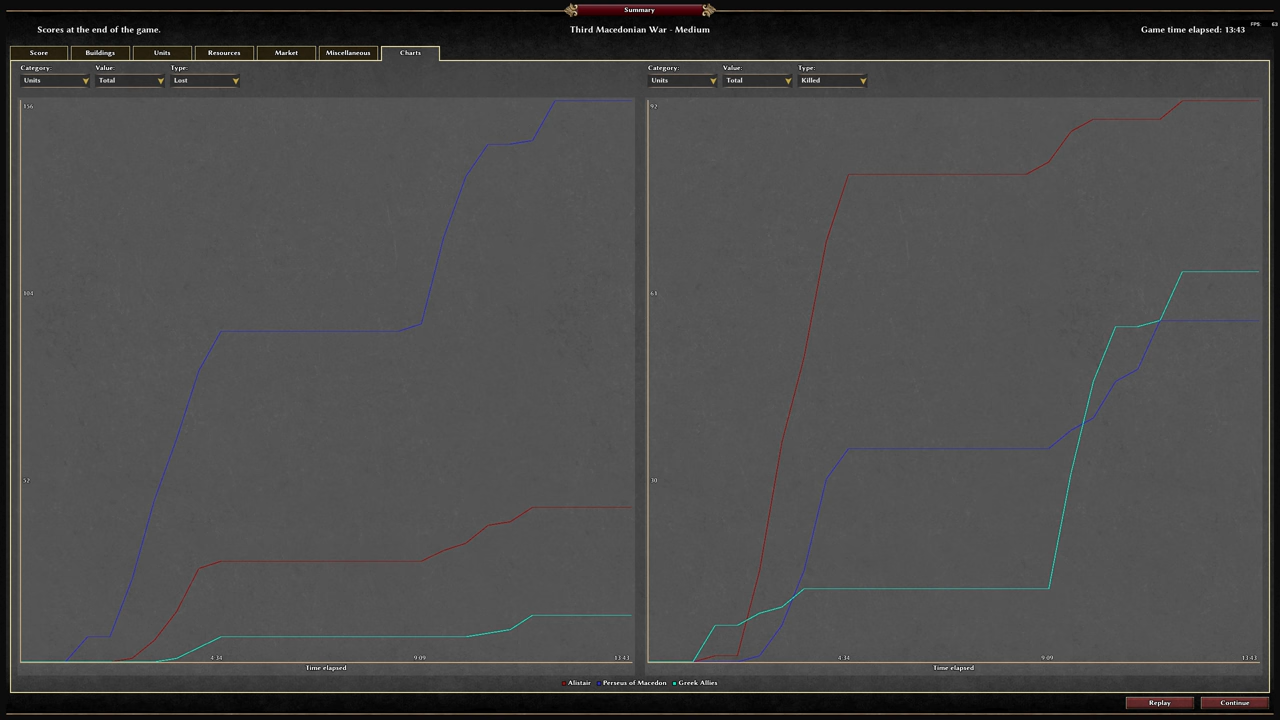 Summary
Scores at the end of the game.
Third Macedonian War - Medium
Game time elapsed: 13:43
FPS: 63
Score
Buildings
Units
Resources
Market
Miscellaneous
Charts
Category:
Value:
Type:
Units
Total
Lost
Category:
Value:
Type:
Units
Total
Killed
156
104
52
4:34
9:09
13:43
Time elapsed
92
61
30
4:34
9:09
13:43
Time elapsed
Alistair
Perseus of Macedon
Greek Allies
Replay
Continue